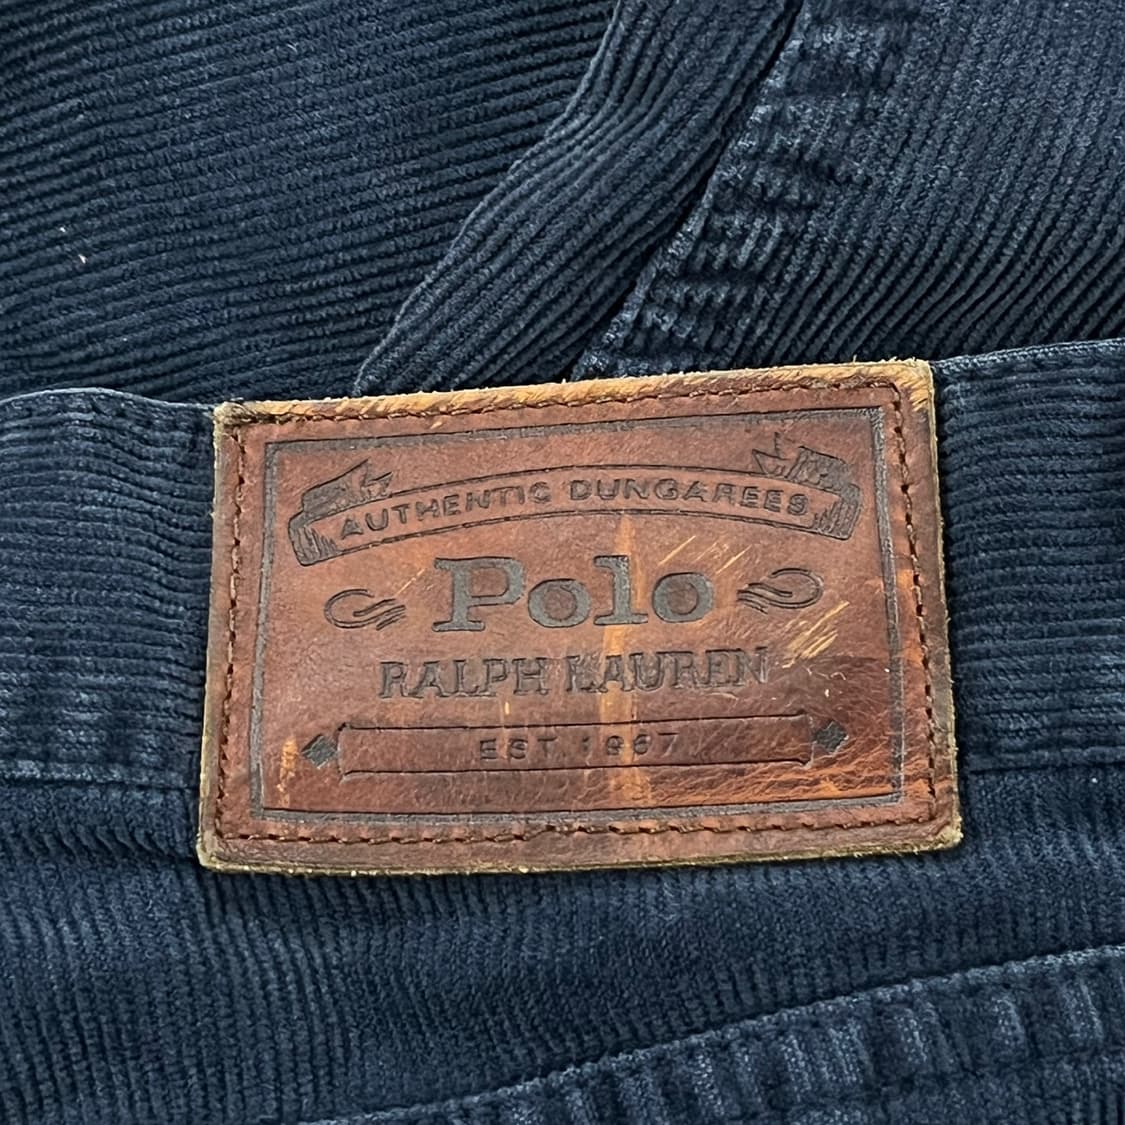 AUTHENTIC DUNGAREES
Polo
RALPH LAUREN
EST. 1967